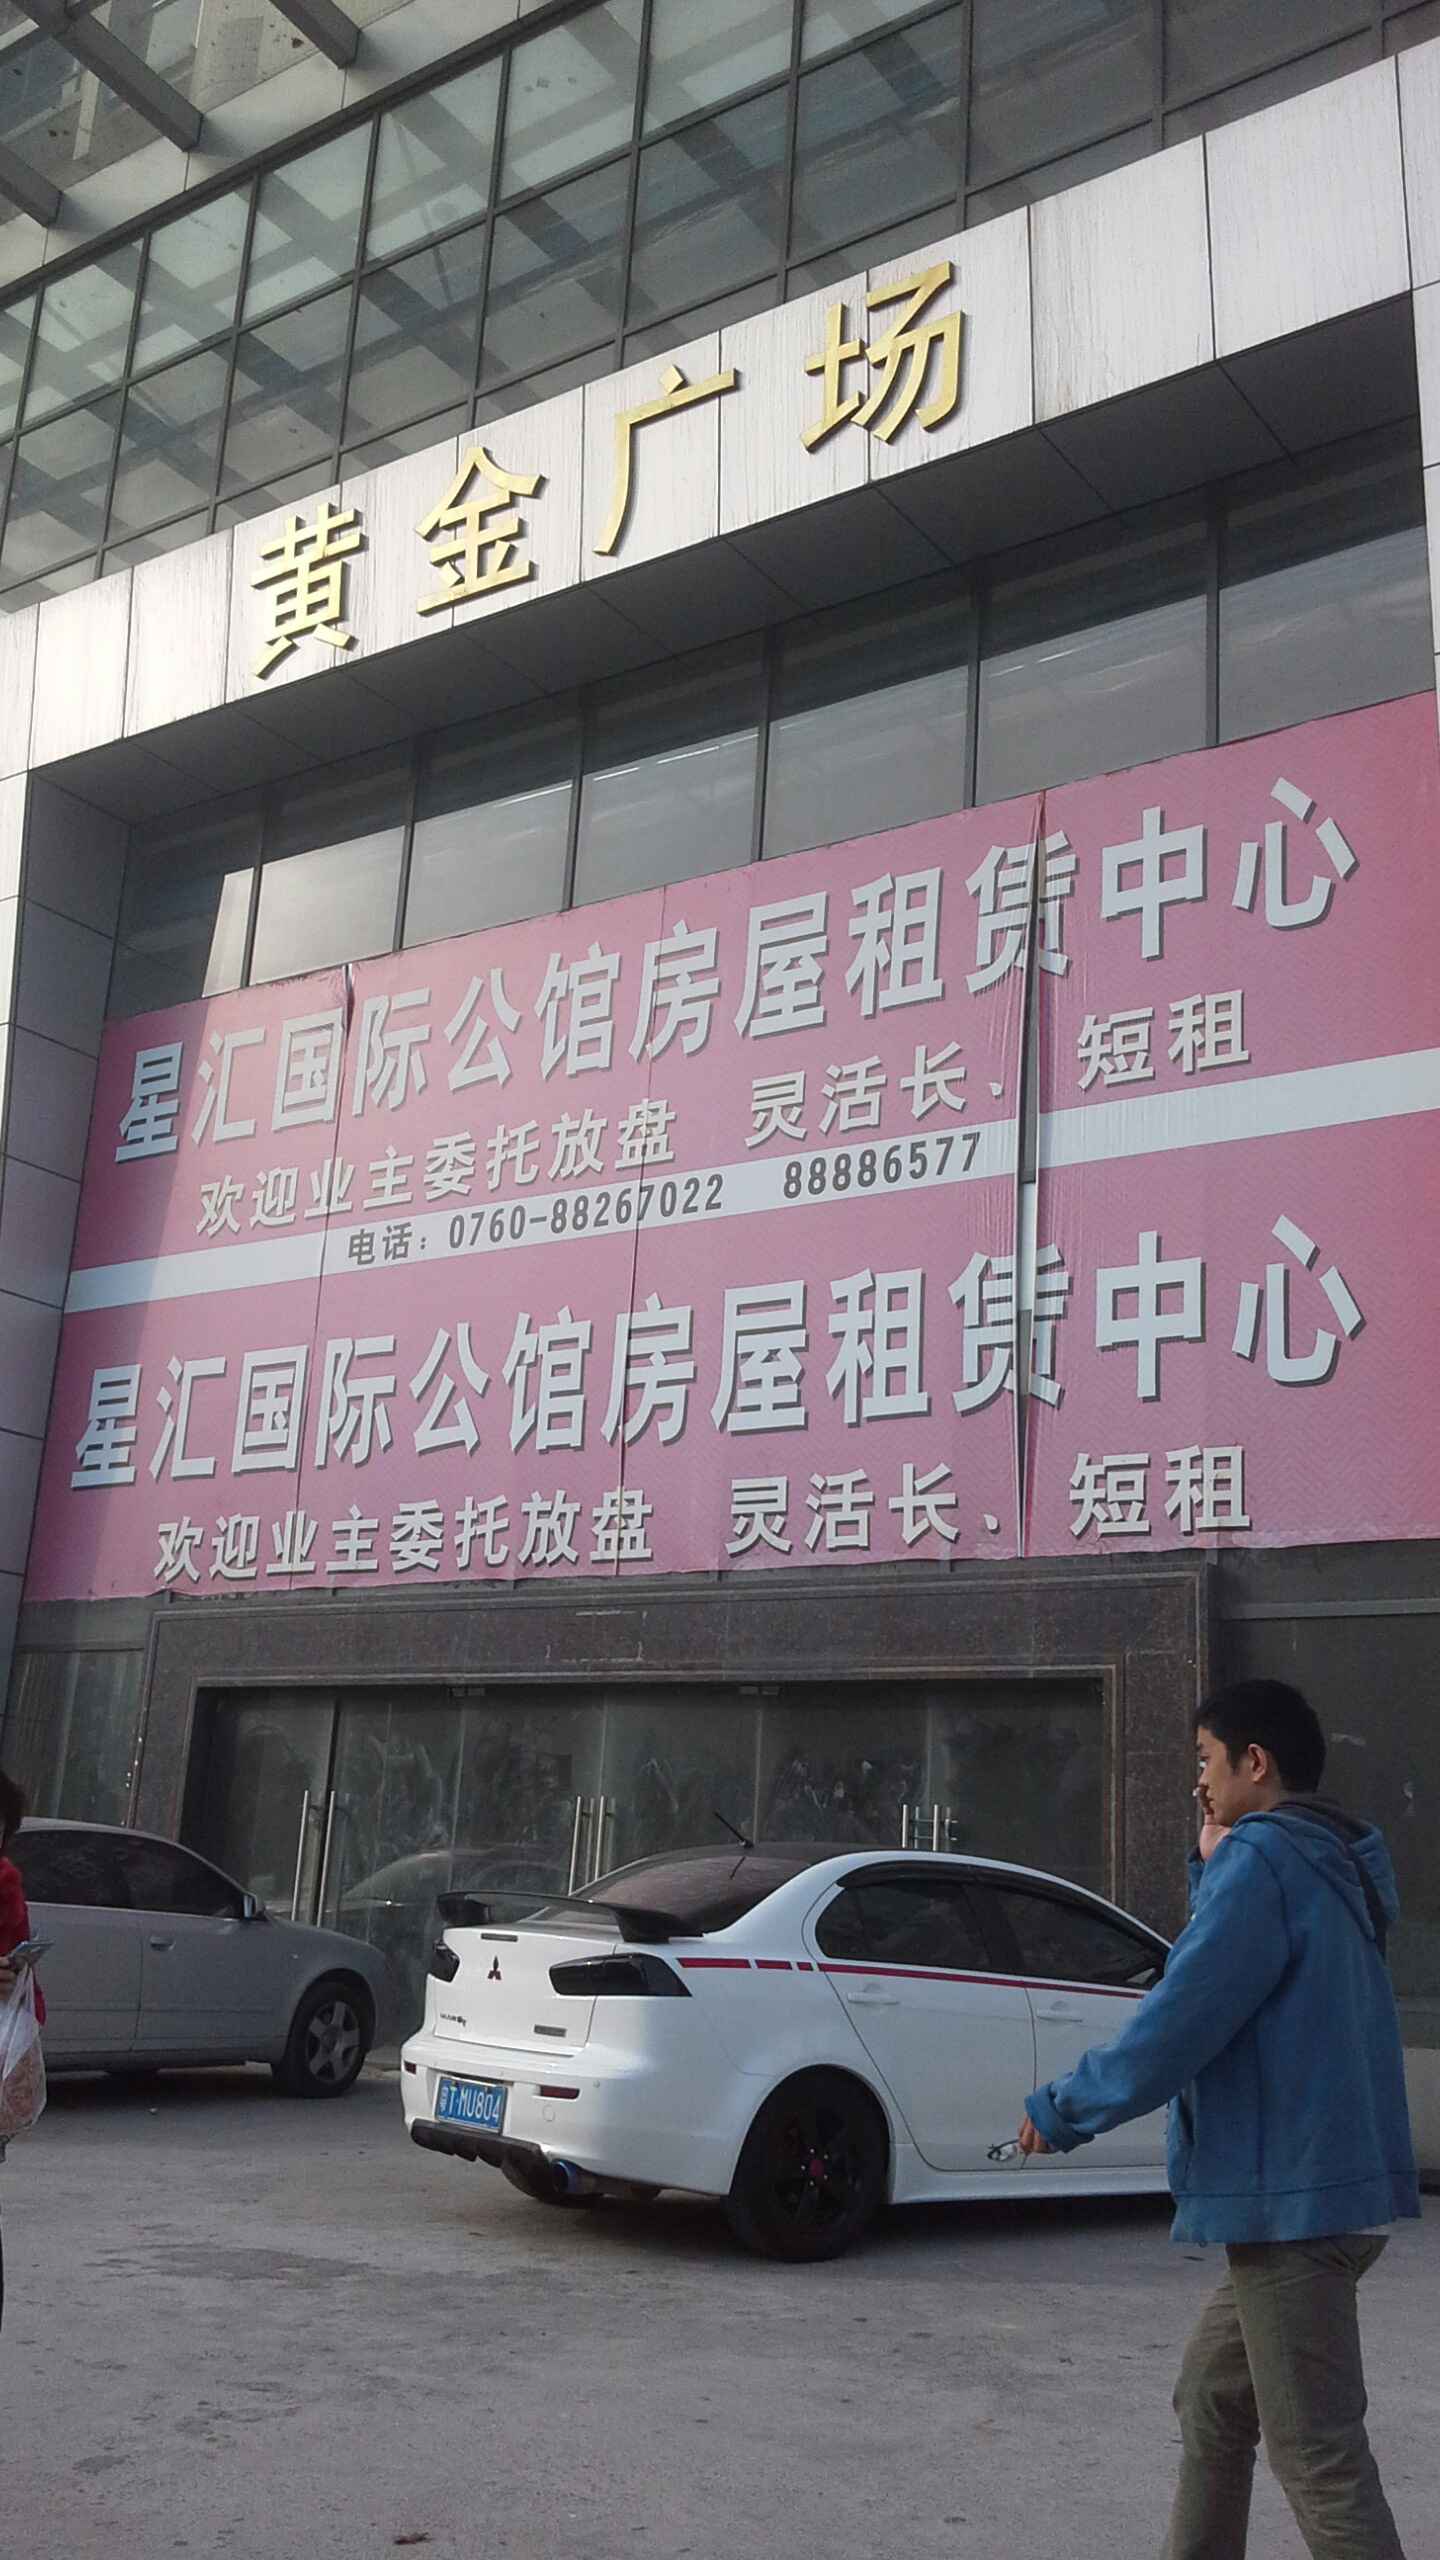 黄金广场
星汇国际公馆房屋租赁中心
欢迎业主委托放盘 灵活长、短租
电话：0760-88267022 88886577
星汇国际公馆房屋租赁中心
欢迎业主委托放盘 灵活长、短租
粤T·MU804